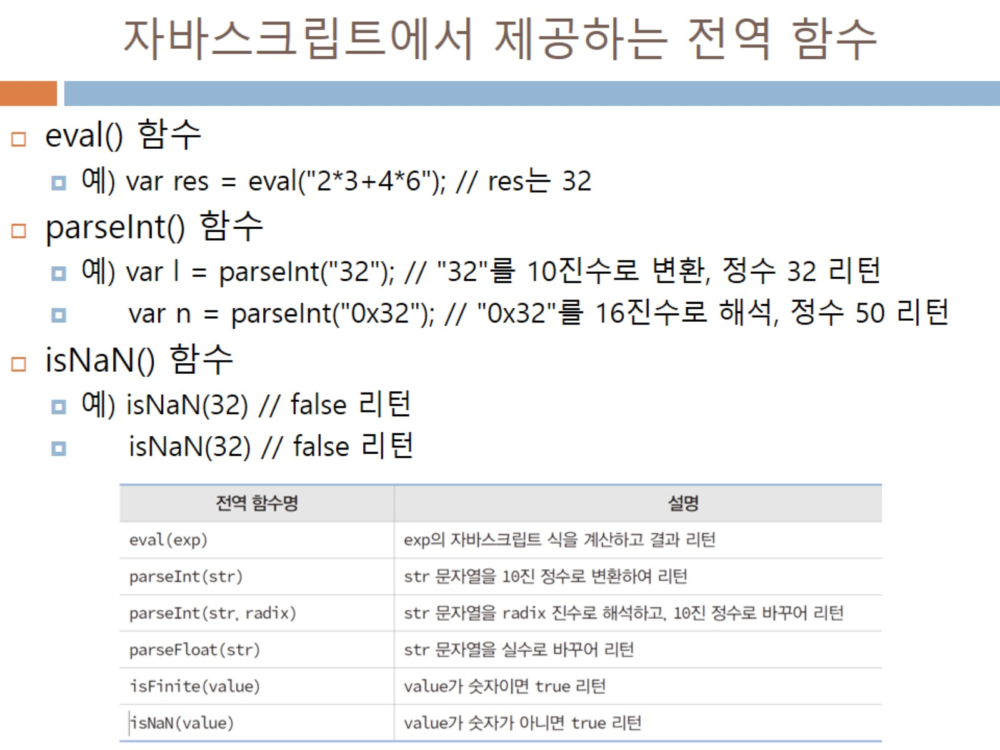 자바스크립트에서 제공하는 전역 함수
eval() 함수
예) var res = eval("2*3+4*6"); // res는 32
parseInt() 함수
예) var l = parseInt("32"); // "32"를 10진수로 변환, 정수 32 리턴
var n = parseInt("0x32"); // "0x32"를 16진수로 해석, 정수 50 리턴
isNaN() 함수
예) isNaN(32) // false 리턴
isNaN(32) // false 리턴
전역 함수명 설명
eval(exp) exp의 자바스크립트 식을 계산하고 결과 리턴
parseInt(str) str 문자열을 10진 정수로 변환하여 리턴
parseInt(str, radix) str 문자열을 radix 진수로 해석하고, 10진 정수로 바꾸어 리턴
parseFloat(str) str 문자열을 실수로 바꾸어 리턴
isFinite(value) value가 숫자이면 true 리턴
isNaN(value) value가 숫자가 아니면 true 리턴